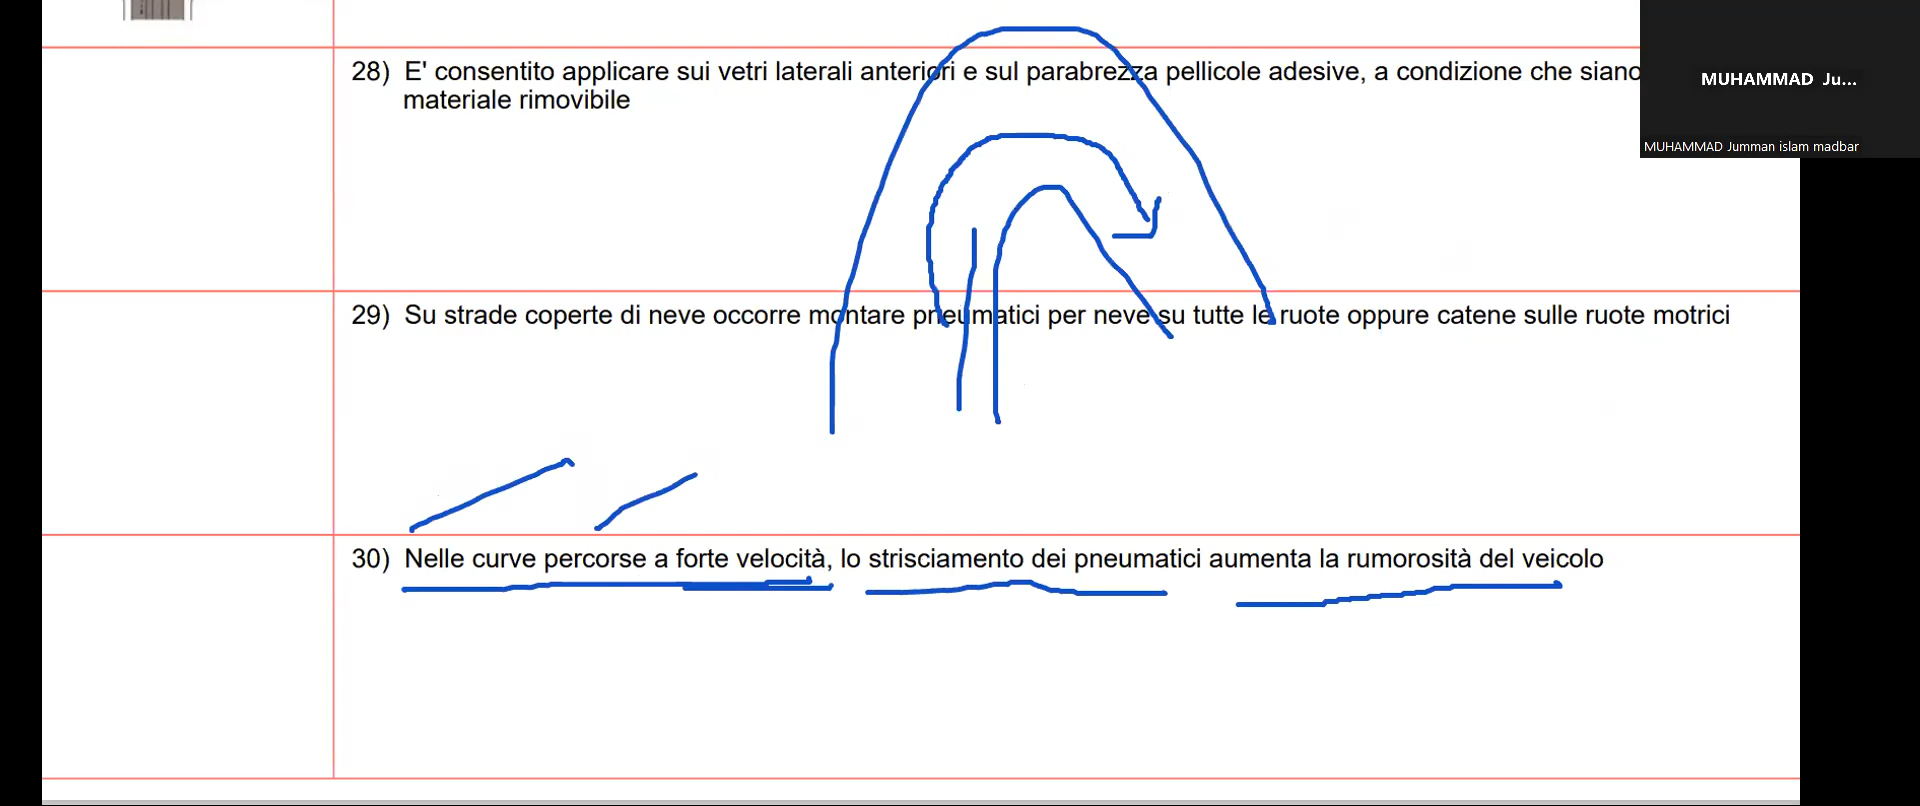 28) E' consentito applicare sui vetri laterali anteriori e sul parabrezza pellicole adesive, a condizione che siano
materiale rimovibile
MUHAMMAD Ju...
MUHAMMAD Jumman islam madbar
29) Su strade coperte di neve occorre montare pneumatici per neve su tutte le ruote oppure catene sulle ruote motrici
30) Nelle curve percorse a forte velocità, lo strisciamento dei pneumatici aumenta la rumorosità del veicolo